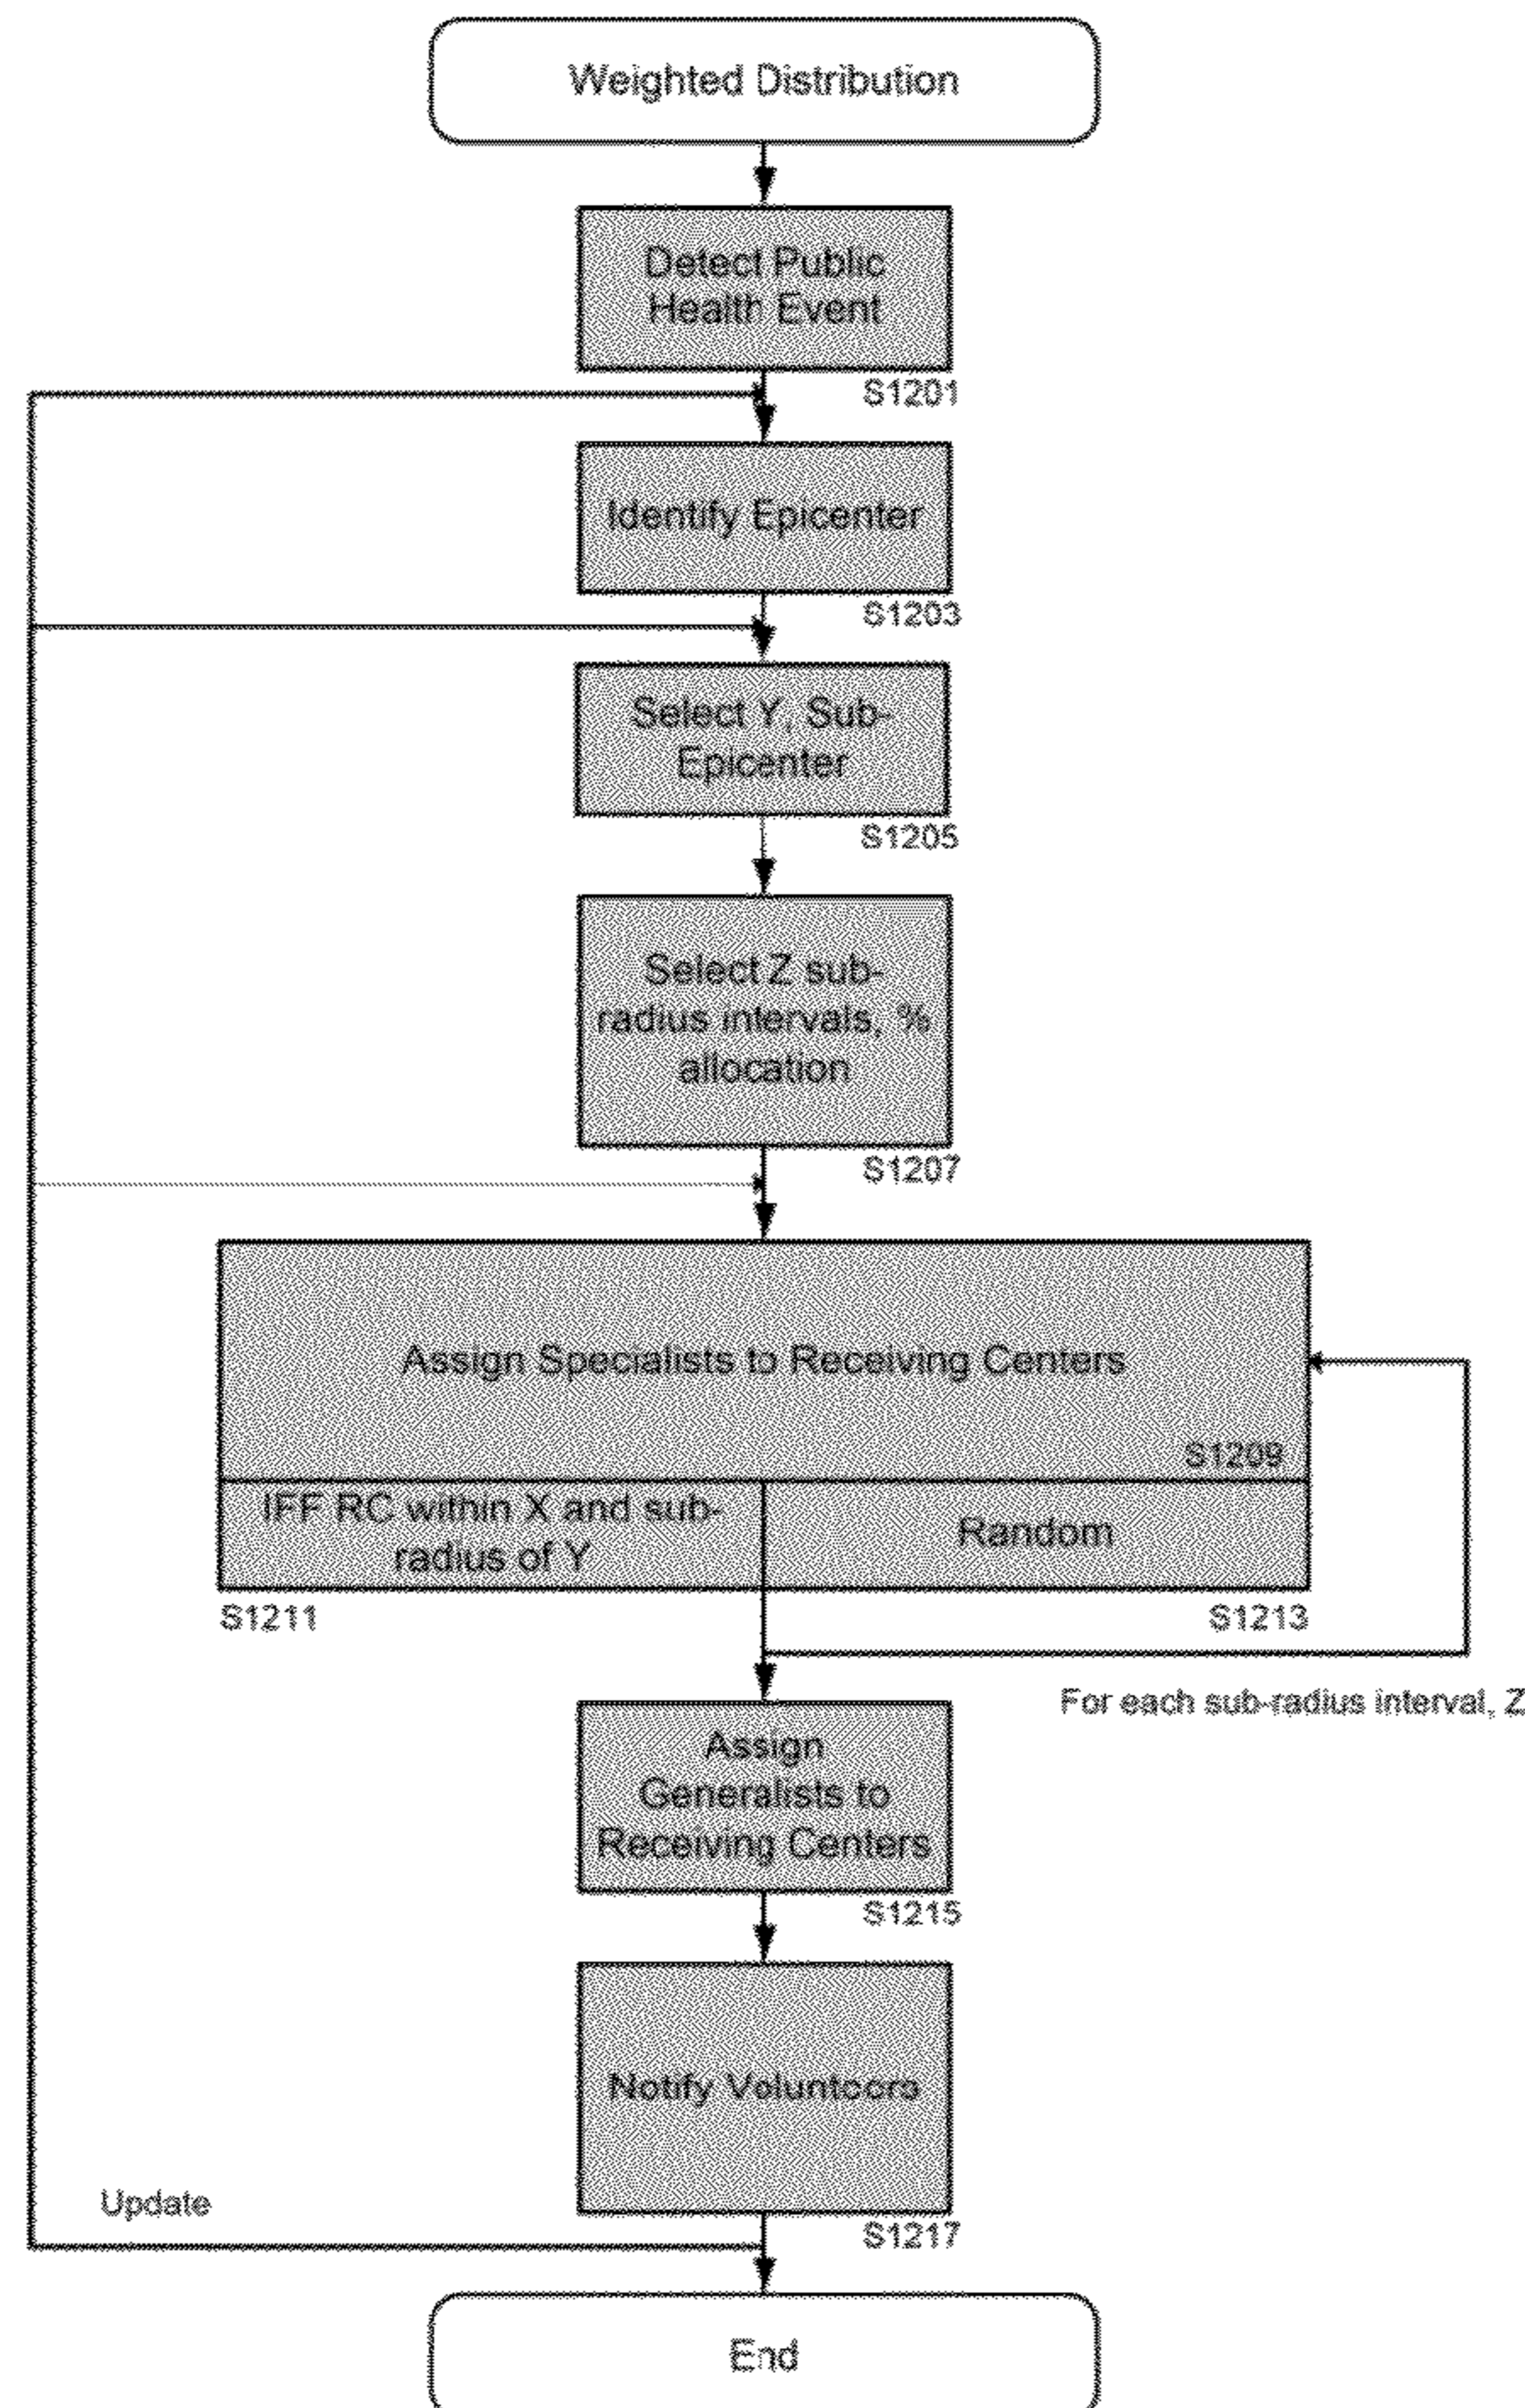 Weighted Distribution
Detect Public
Health Event
S1201
Identify Epicenter
S1203
Select Y, Sub-
Epicenter
S1205
Select Z sub-
radius intervals, %
allocation
S1207
Assign Specialists to Receiving Centers
S1209
IFF RC within X and sub-
radius of Y
Random
S1211
S1213
For each sub-radius interval, Z
Assign
Generalists to
Receiving Centers
S1215
Notify Volunteers
Update
S1217
End